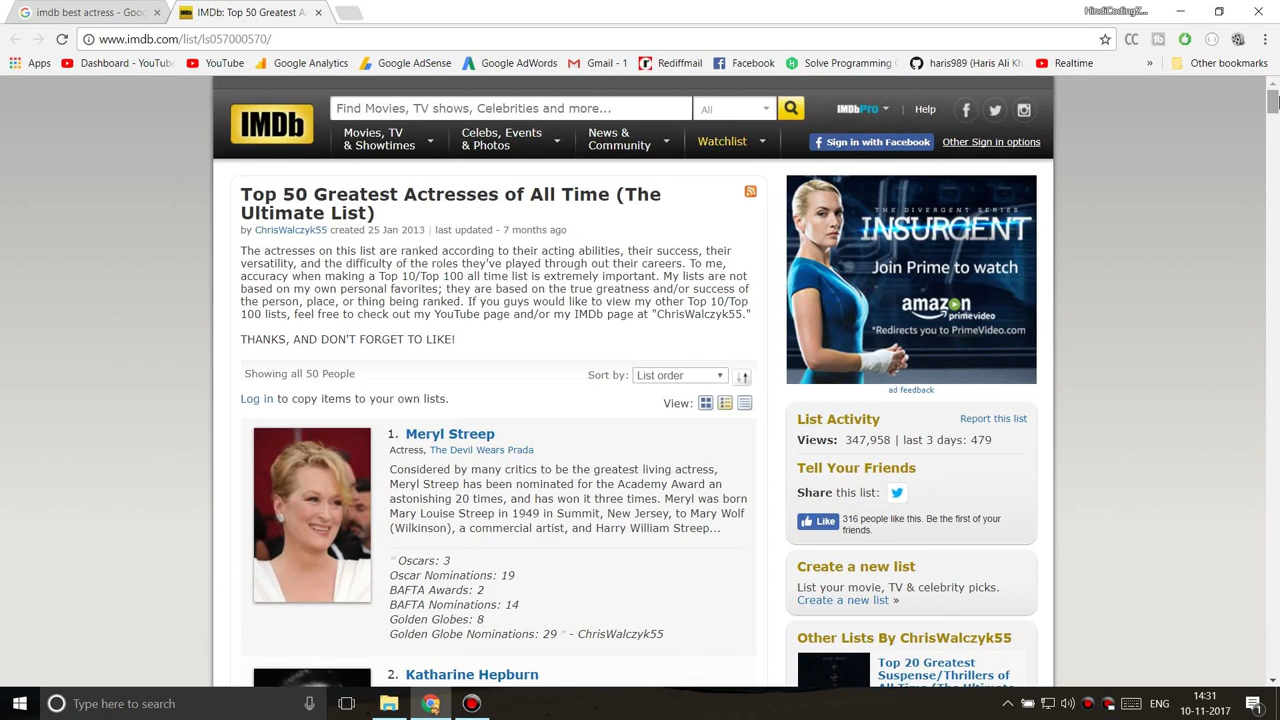 imdb best actress - Goog
IMDb: Top 50 Greatest A
HindiCodingZ...
www.imdb.com/list/ls057000570/
Apps
Dashboard - YouTube
YouTube
Google Analytics
Google AdSense
Google AdWords
Gmail - 1
Rediffmail
Facebook
Solve Programming C
haris989 (Haris Ali Kh
Realtime
»
Other bookmarks
IMDb
Find Movies, TV shows, Celebrities and more...
All
IMDbPro
Help
Movies, TV
& Showtimes
Celebs, Events
& Photos
News &
Community
Watchlist
Sign in with Facebook
Other Sign in options
Top 50 Greatest Actresses of All Time (The
Ultimate List)
by ChrisWalczyk55 created 25 Jan 2013 | last updated - 7 months ago
The actresses on this list are ranked according to their acting abilities, their success, their
versatility, and the difficulty of the roles they've played through out their careers. To me,
accuracy when making a Top 10/Top 100 all time list is extremely important. My lists are not
based on my own personal favorites; they are based on the true greatness and/or success of
the person, place, or thing being ranked. If you guys would like to view my other Top 10/Top
100 lists, feel free to check out my YouTube page and/or my IMDb page at "ChrisWalczyk55."
THANKS, AND DON'T FORGET TO LIKE!
Showing all 50 People
Sort by: List order
Log in to copy items to your own lists.
View:
1. Meryl Streep
Actress, The Devil Wears Prada
Considered by many critics to be the greatest living actress,
Meryl Streep has been nominated for the Academy Award an
astonishing 20 times, and has won it three times. Meryl was born
Mary Louise Streep in 1949 in Summit, New Jersey, to Mary Wolf
(Wilkinson), a commercial artist, and Harry William Streep...
" Oscars: 3
Oscar Nominations: 19
BAFTA Awards: 2
BAFTA Nominations: 14
Golden Globes: 8
Golden Globe Nominations: 29 " - ChrisWalczyk55
2. Katharine Hepburn
THE DIVERGENT SERIES
INSURGENT
Join Prime to watch
amazon
prime video
*Redirects you to PrimeVideo.com
ad feedback
List Activity
Report this list
Views: 347,958 | last 3 days: 479
Tell Your Friends
Share this list:
Like
316 people like this. Be the first of your
friends.
Create a new list
List your movie, TV & celebrity picks.
Create a new list »
Other Lists By ChrisWalczyk55
Top 20 Greatest
Suspense/Thrillers of
All Time (The Ultimate
Type here to search
ENG
14:31
10-11-2017